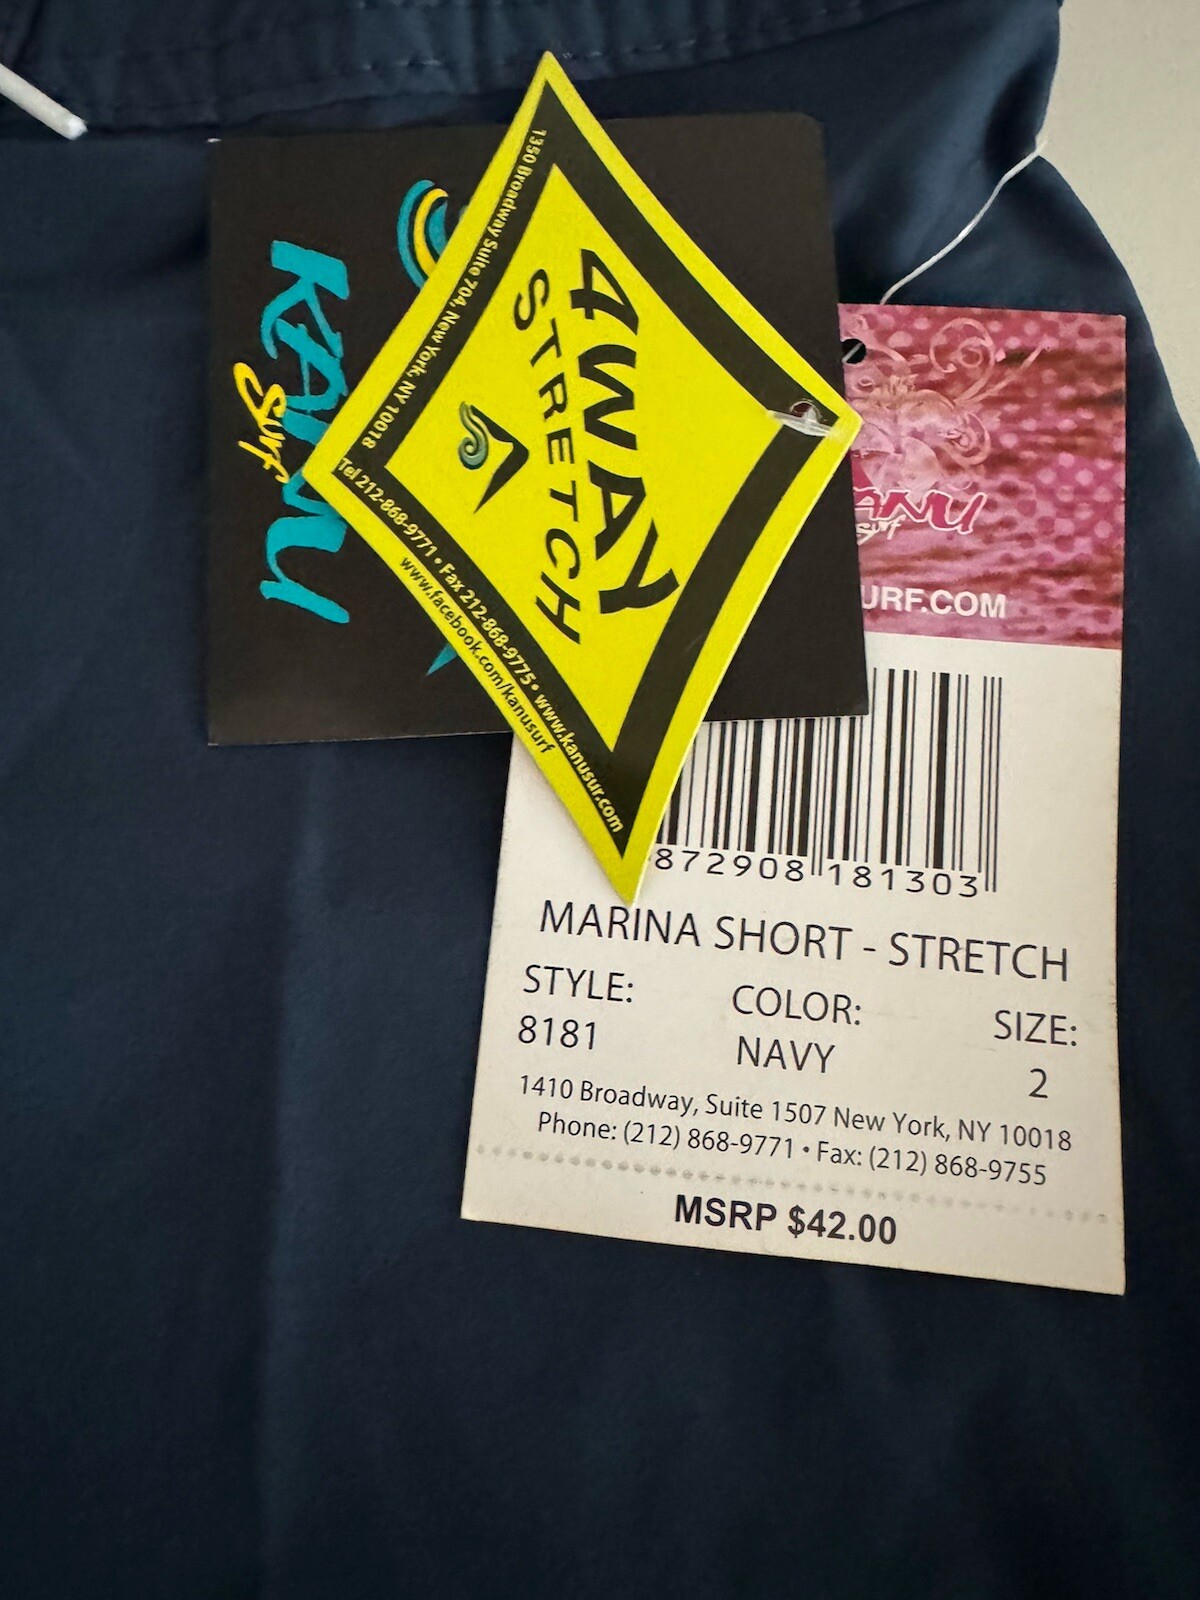 KANU
Surf
1350 Broadway Suite 704, New York, NY 10018
4WAY
STRETCH
Tel 212-868-9771 • Fax 212-868-9775 • www.kanusur.com
www.facebook.com/kanusurf
ANU
Surf
URF.COM
872908 181303
MARINA SHORT - STRETCH
STYLE: COLOR: SIZE:
8181 NAVY 2
1410 Broadway, Suite 1507 New York, NY 10018
Phone: (212) 868-9771 • Fax: (212) 868-9755
MSRP $42.00